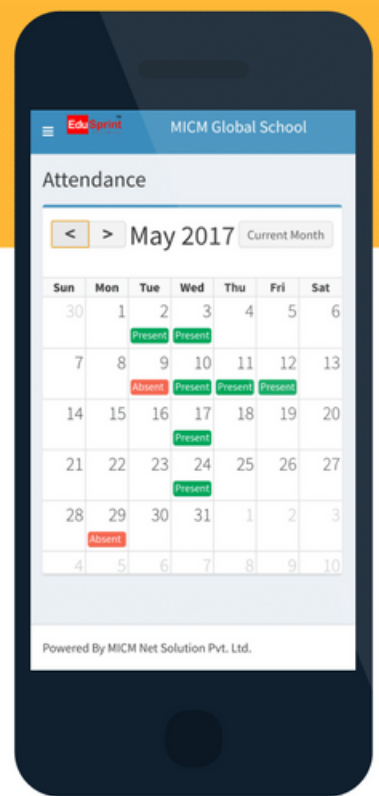 EduSprint MICM Global School
Attendance
< > May 2017 Current Month
Sun Mon Tue Wed Thu Fri Sat
30 1 2 3 4 5 6
Present Present
7 8 9 10 11 12 13
Absent Present Present Present
14 15 16 17 18 19 20
Present
21 22 23 24 25 26 27
Present
28 29 30 31 1 2 3
Absent
4 5 6 7 8 9 10
Powered By MICM Net Solution Pvt. Ltd.